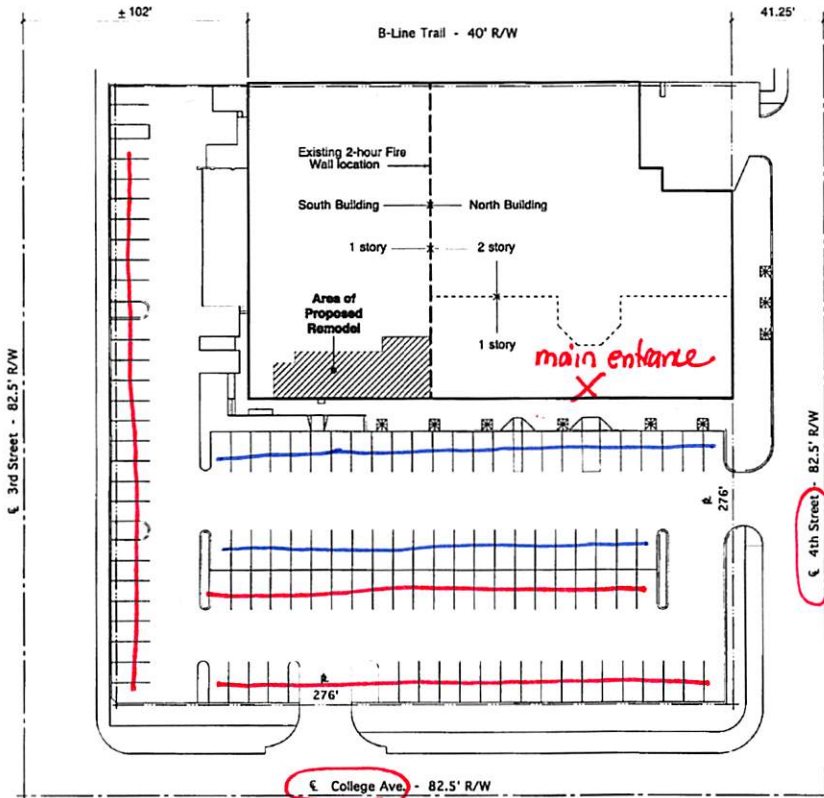 ± 102'
B-Line Trail - 40' R/W
41.25'
Existing 2-hour Fire
Wall location
South Building
North Building
1 story
2 story
Area of
Proposed
Remodel
1 story
main entrance
X
℄ 3rd Street - 82.5' R/W
℄ 4th Street - 82.5' R/W
276'
276'
℄ College Ave. - 82.5' R/W